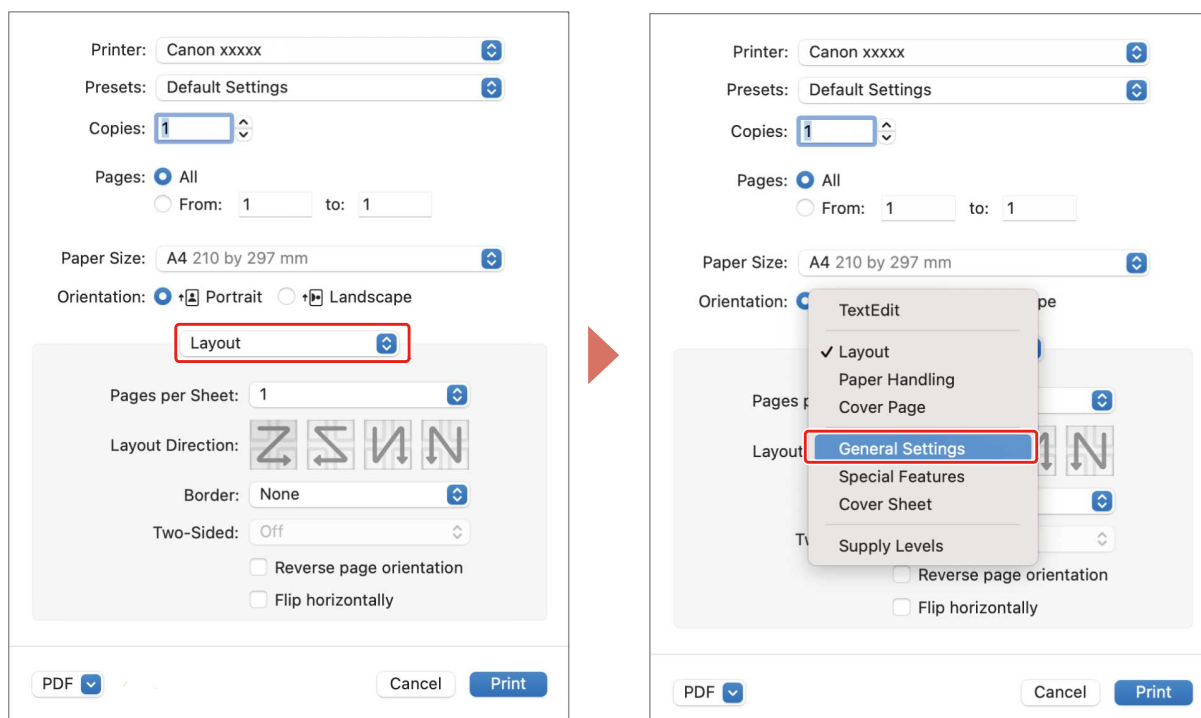 Printer: Canon xxxxx
Presets: Default Settings
Copies: 1
Pages: All
From: 1 to: 1
Paper Size: A4 210 by 297 mm
Orientation: Portrait Landscape
Layout
Pages per Sheet: 1
Layout Direction:
Border: None
Two-Sided: Off
Reverse page orientation
Flip horizontally
PDF Cancel Print
Printer: Canon xxxxx
Presets: Default Settings
Copies: 1
Pages: All
From: 1 to: 1
Paper Size: A4 210 by 297 mm
Orientation: pe
TextEdit
✓ Layout
Paper Handling
Pages p
Cover Page
Layout
General Settings
Special Features
Cover Sheet
Tw
Supply Levels
Reverse page orientation
Flip horizontally
PDF Cancel Print